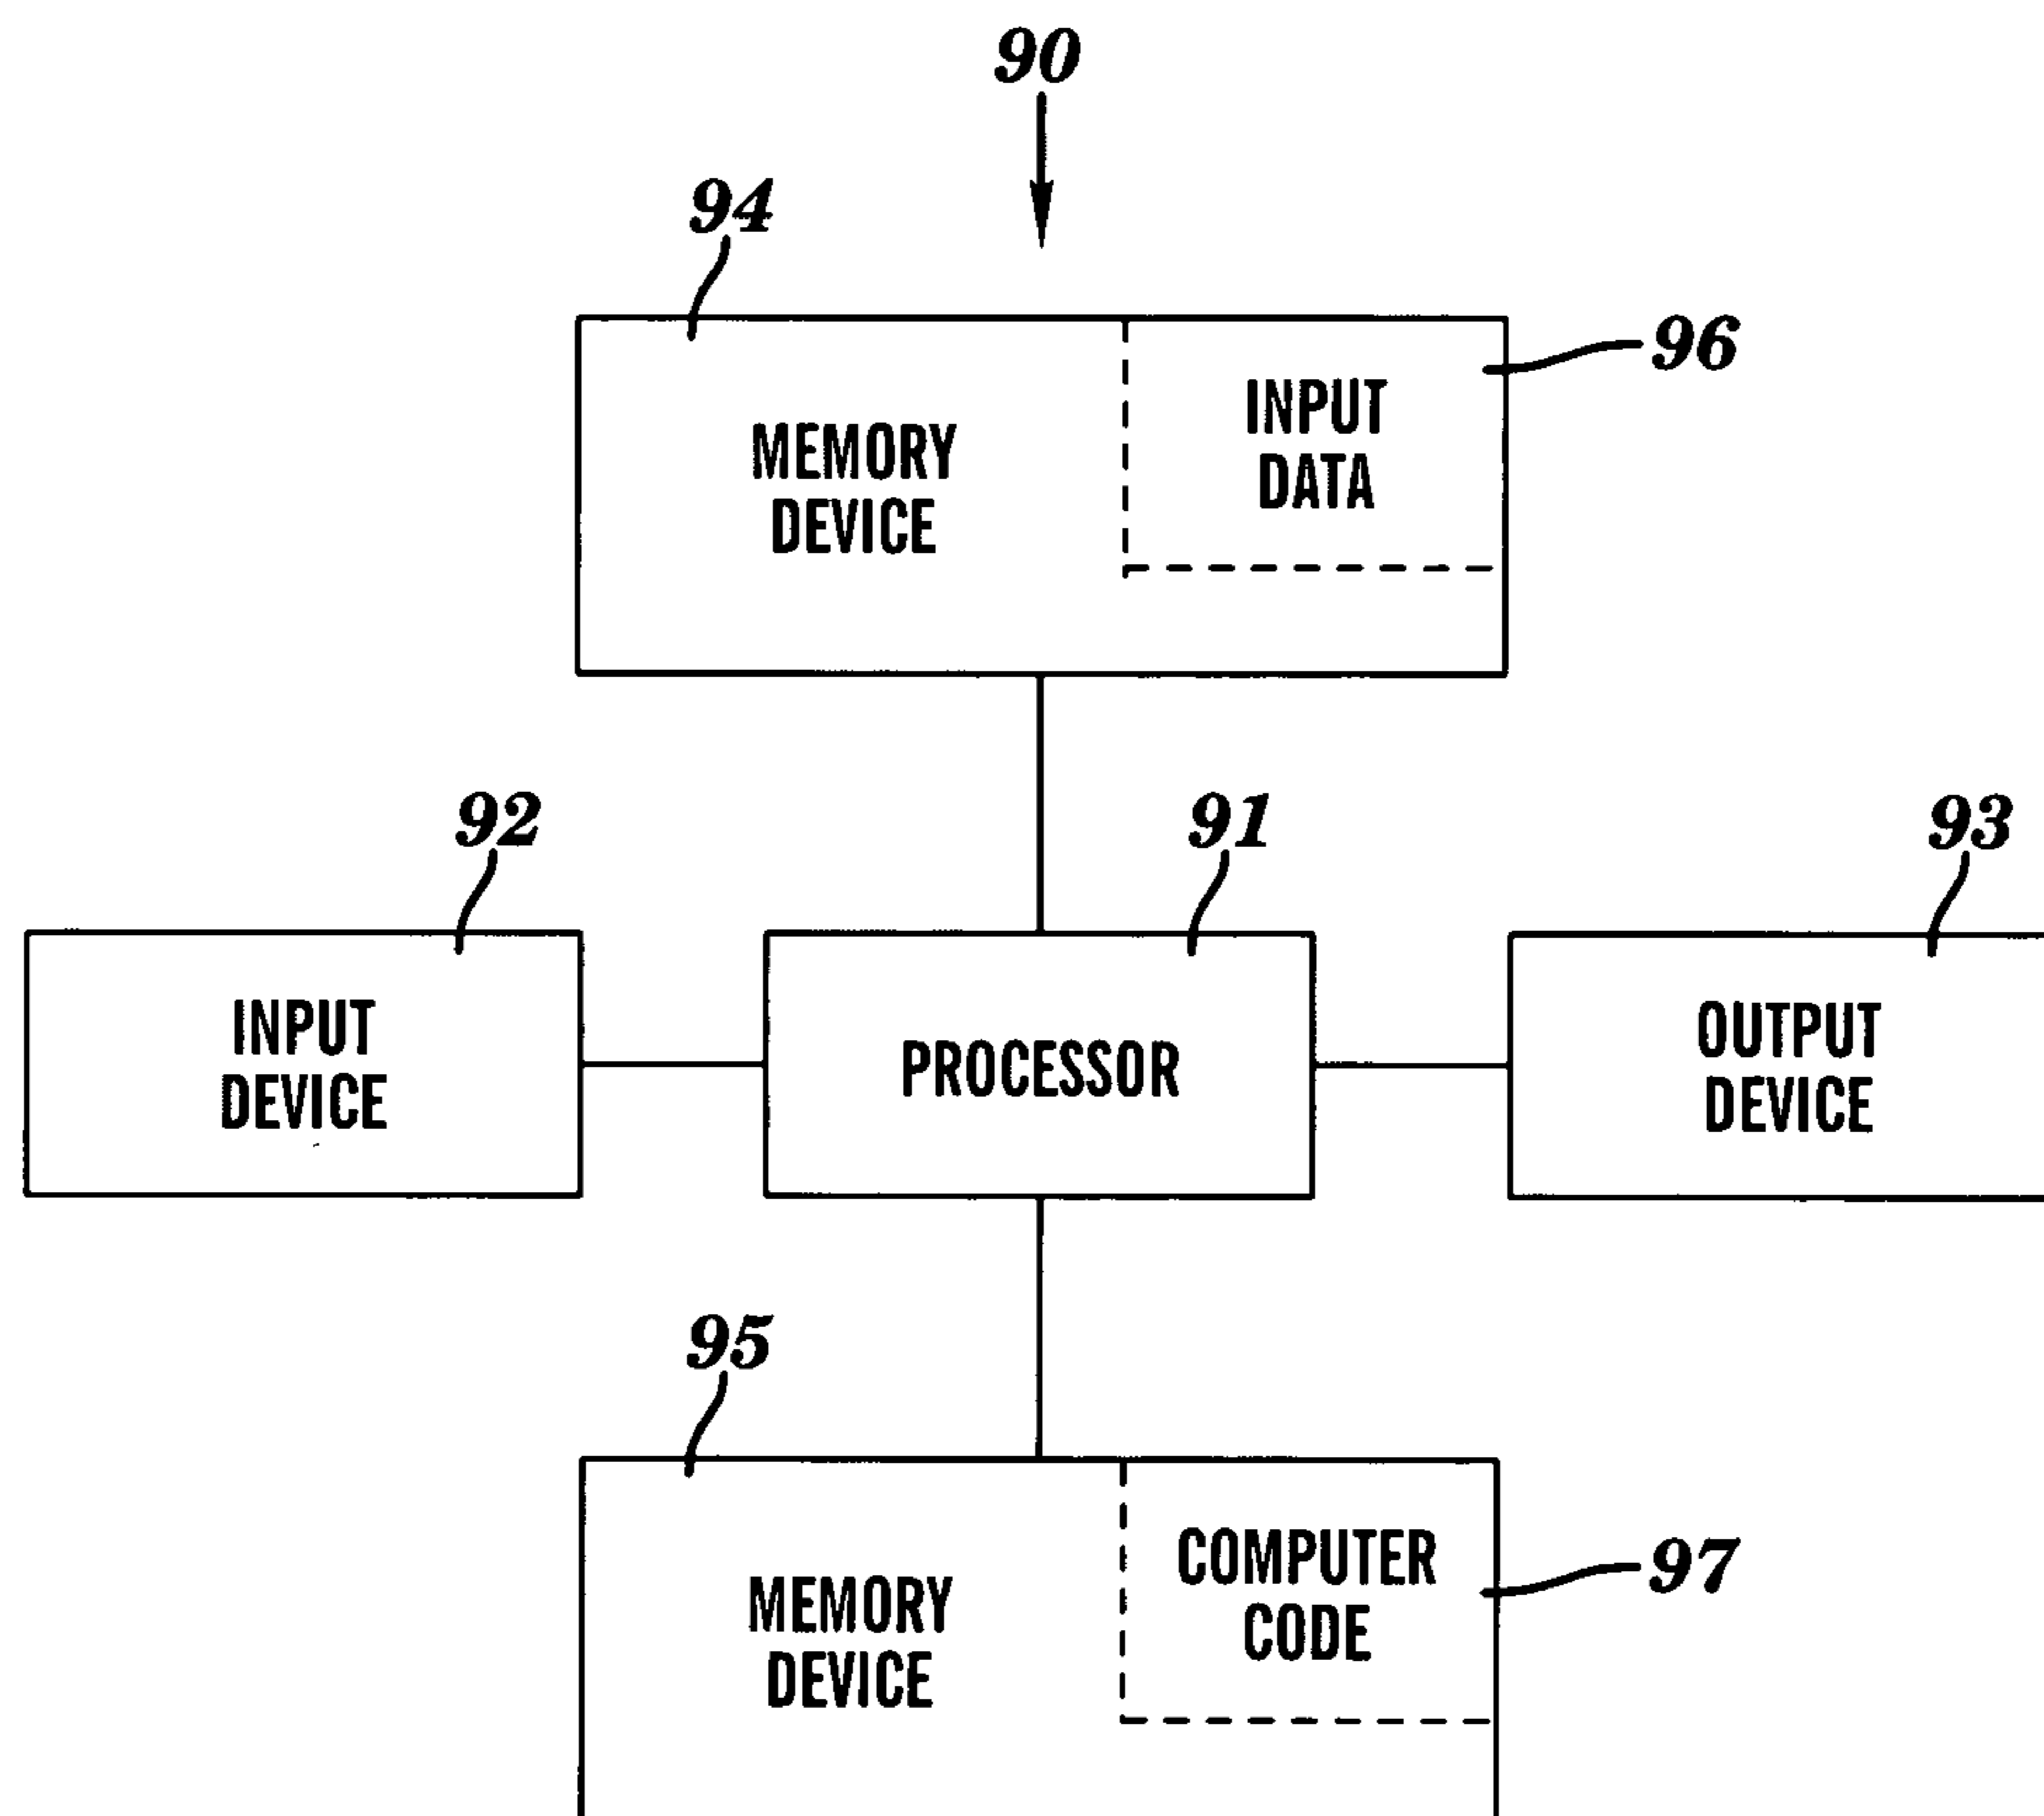 90
94
96
MEMORY
DEVICE
INPUT
DATA
92
91
93
INPUT
DEVICE
PROCESSOR
OUTPUT
DEVICE
95
MEMORY
DEVICE
COMPUTER
CODE
97